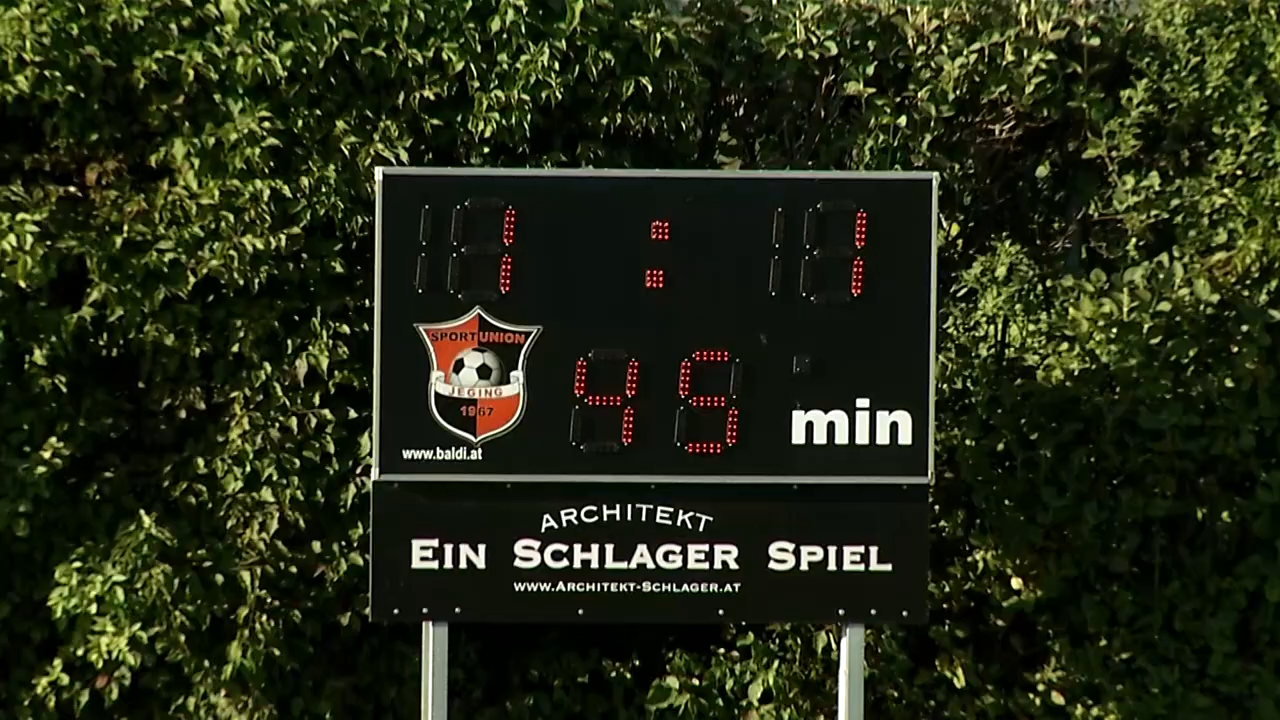 1 : 1
SPORTUNION
JEGING
1967
45
min
www.baldi.at
ARCHITEKT
EIN SCHLAGER SPIEL
WWW.ARCHITEKT-SCHLAGER.AT